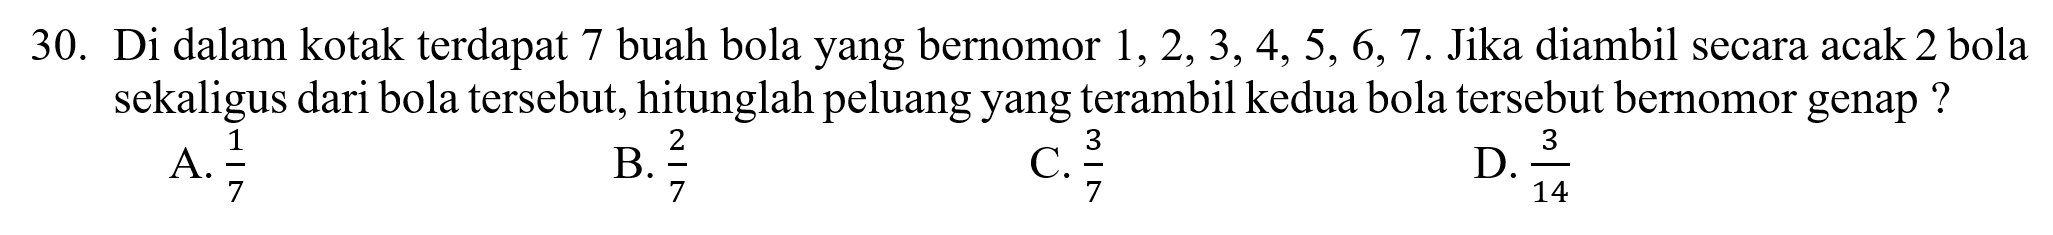 30. Di dalam kotak terdapat 7 buah bola yang bernomor 1, 2, 3, 4, 5, 6, 7. Jika diambil secara acak 2 bola
sekaligus dari bola tersebut, hitunglah peluang yang terambil kedua bola tersebut bernomor genap ?
A. 1/7 B. 2/7 C. 3/7 D. 3/14